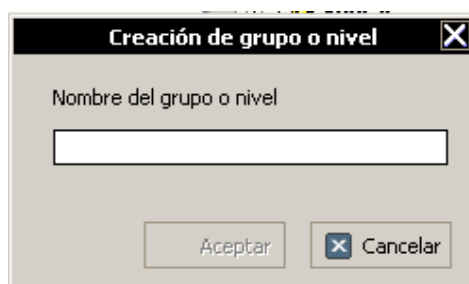 Creación de grupo o nivel
Nombre del grupo o nivel
Aceptar
Cancelar